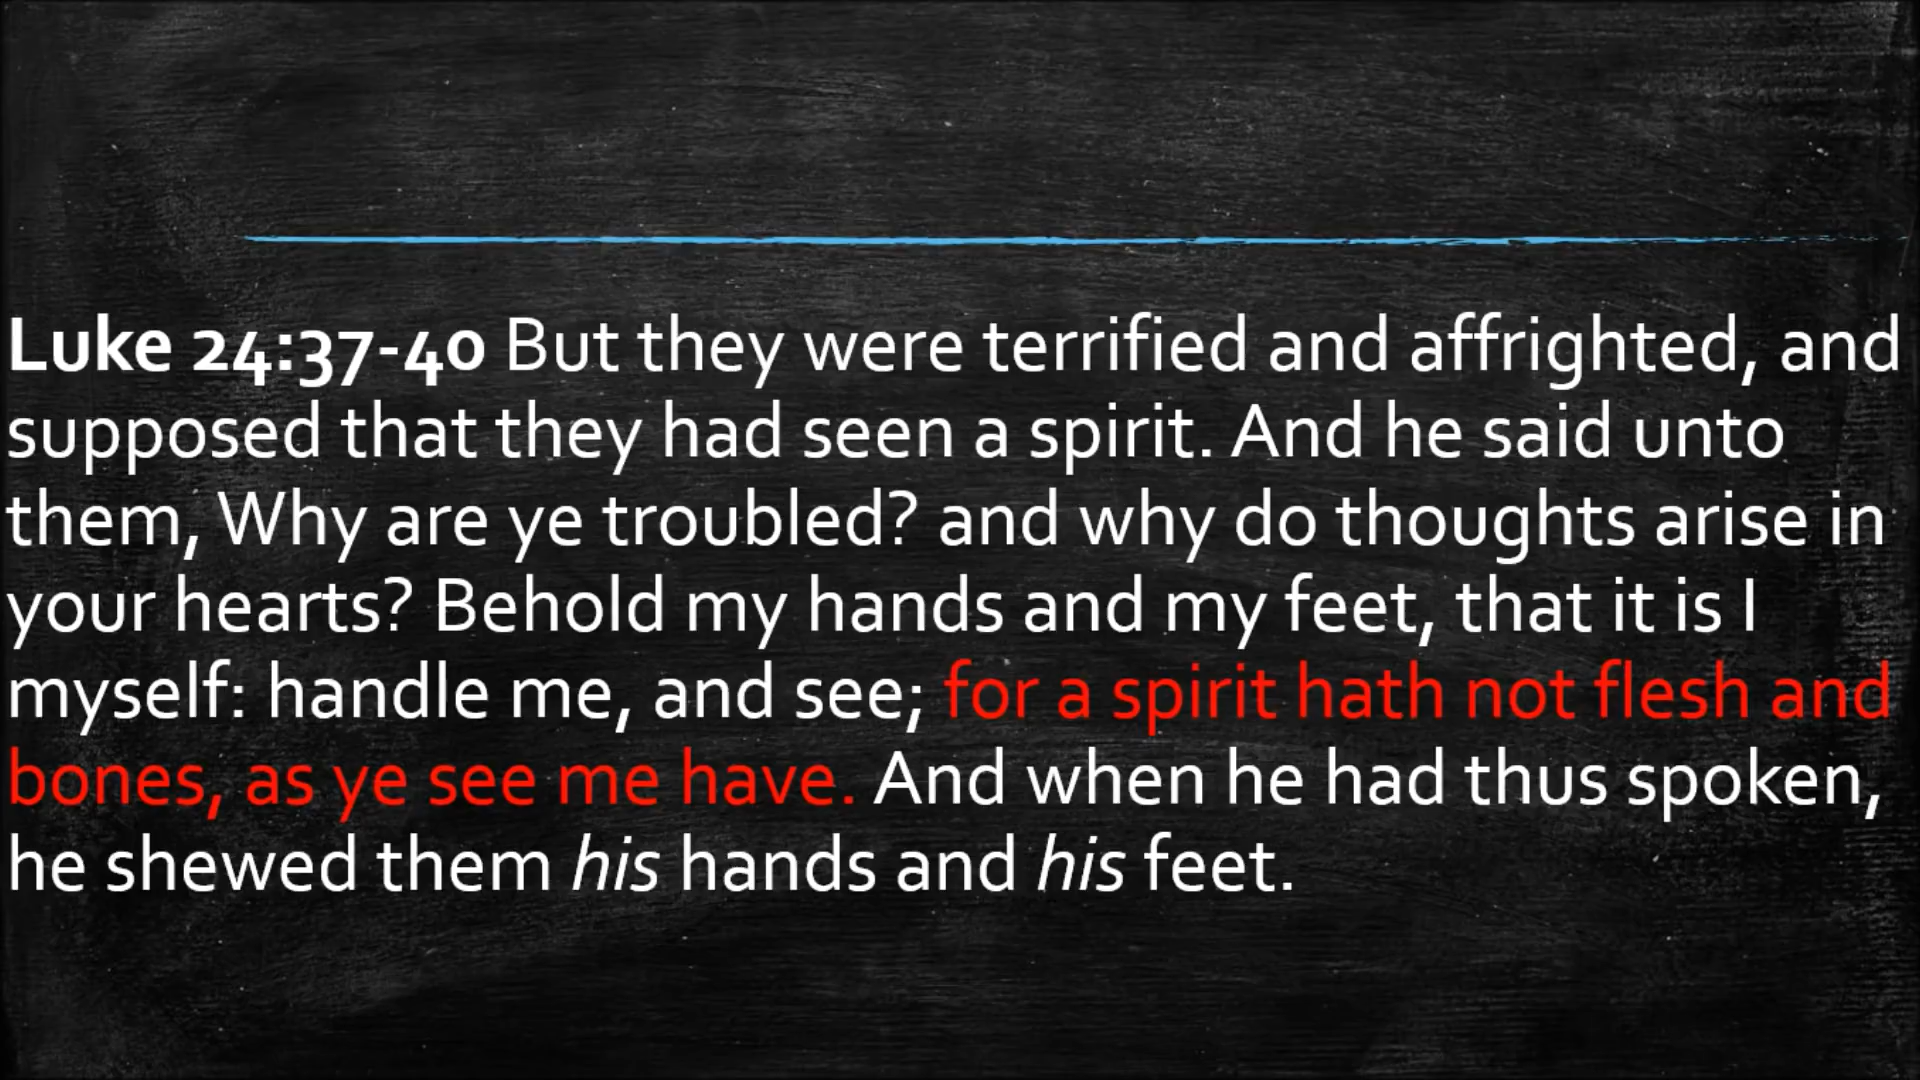 Luke 24:37-40 But they were terrified and affrighted, and
supposed that they had seen a spirit. And he said unto
them, Why are ye troubled? and why do thoughts arise in
your hearts? Behold my hands and my feet, that it is I
myself: handle me, and see; for a spirit hath not flesh and
bones, as ye see me have. And when he had thus spoken,
he shewed them his hands and his feet.